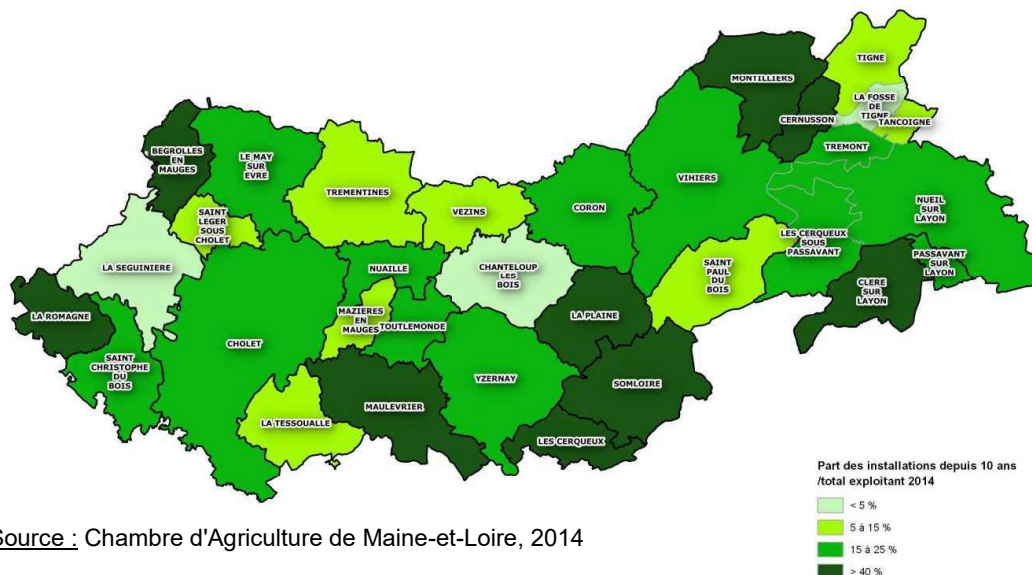 TIGNE
MONTILLIERS
LA FOSSE
DE
TIGNE
CERNUSSON
TANCOIGNE
BEGROLLES
EN
MAUGES
LE MAY
SUR
EVRE
TREMONT
VIHIERS
TREMENTINES
NUEIL
SUR
LAYON
VEZINS
CORON
SAINT
LEGER
SOUS
CHOLET
LES CERQUEUX
SOUS
PASSAVANT
PASSAVANT
SUR
LAYON
LA SEGUINIERE
NUAILLE
CHANTELOUP
LES
BOIS
SAINT
PAUL
DU
BOIS
CLERE
SUR
LAYON
LA ROMAGNE
MAZIERES
EN
MAUGES
LA PLAINE
TOUTLEMONDE
CHOLET
SAINT
CHRISTOPHE
DU
BOIS
YZERNAY
SOMLOIRE
MAULEVRIER
LA TESSOUALLE
LES CERQUEUX
Part des installations depuis 10 ans
/total exploitant 2014
< 5 %
5 à 15 %
15 à 25 %
> 40 %
Source : Chambre d'Agriculture de Maine-et-Loire, 2014